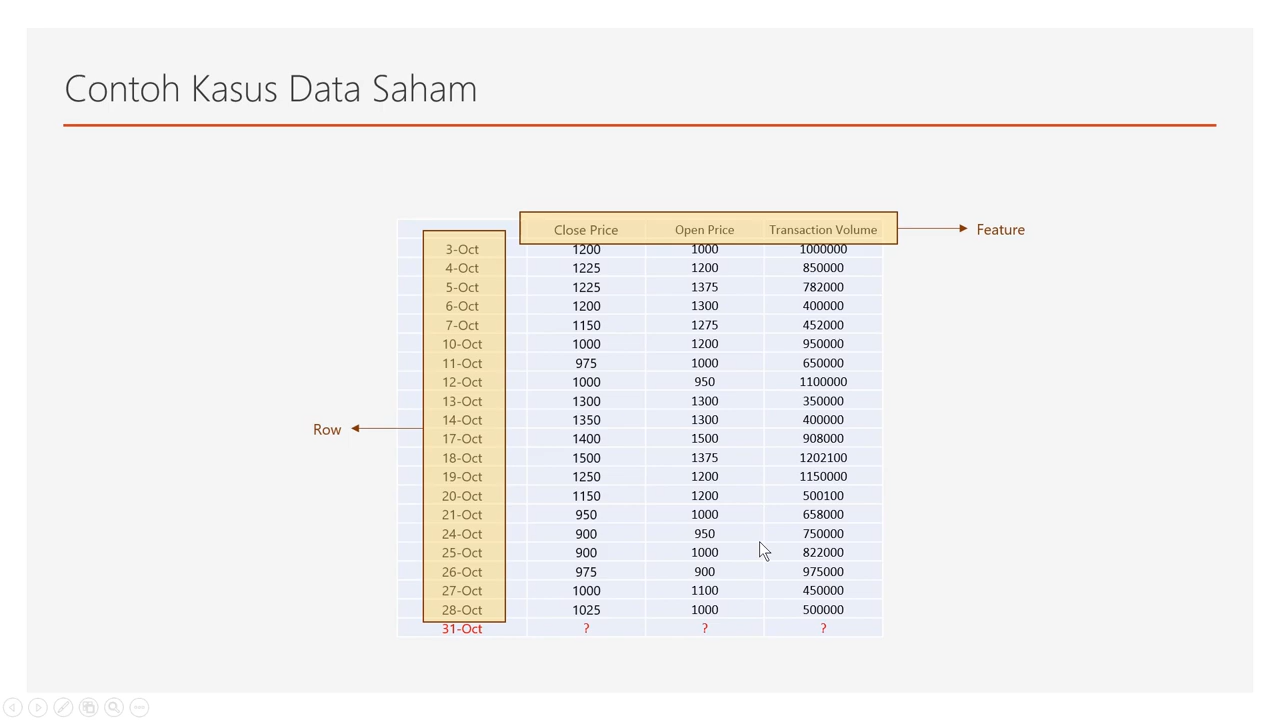 Contoh Kasus Data Saham
Close Price Open Price Transaction Volume Feature
3-Oct 1200 1000 1000000
4-Oct 1225 1200 850000
5-Oct 1225 1375 782000
6-Oct 1200 1300 400000
7-Oct 1150 1275 452000
10-Oct 1000 1200 950000
11-Oct 975 1000 650000
12-Oct 1000 950 1100000
13-Oct 1300 1300 350000
14-Oct 1350 1300 400000
Row
17-Oct 1400 1500 908000
18-Oct 1500 1375 1202100
19-Oct 1250 1200 1150000
20-Oct 1150 1200 500100
21-Oct 950 1000 658000
24-Oct 900 950 750000
25-Oct 900 1000 822000
26-Oct 975 900 975000
27-Oct 1000 1100 450000
28-Oct 1025 1000 500000
31-Oct ? ? ?